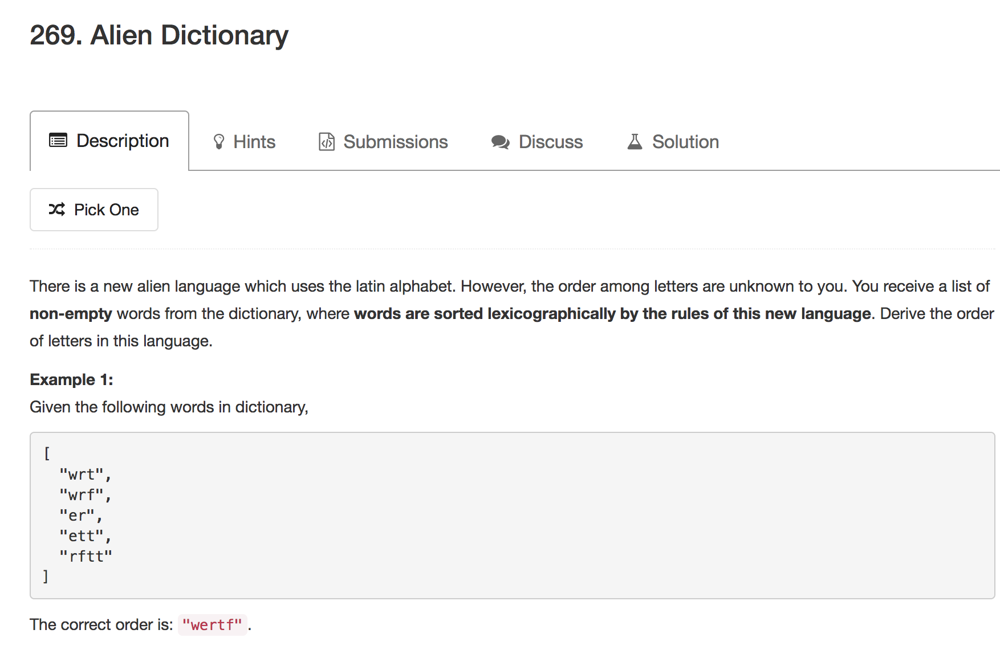 269. Alien Dictionary
Description
Hints
Submissions
Discuss
Solution
Pick One
There is a new alien language which uses the latin alphabet. However, the order among letters are unknown to you. You receive a list of
non-empty words from the dictionary, where words are sorted lexicographically by the rules of this new language. Derive the order
of letters in this language.
Example 1:
Given the following words in dictionary,
[
"wrt",
"wrf",
"er",
"ett",
"rftt"
]
The correct order is: "wertf".